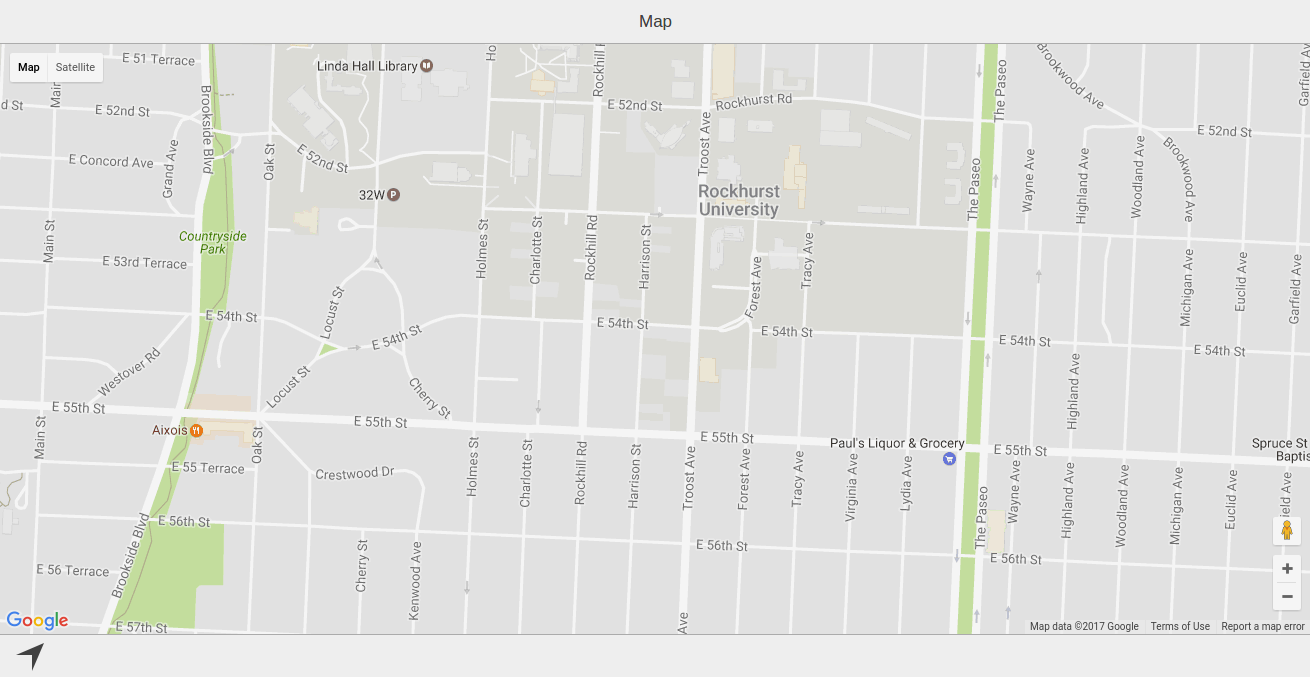 Map
Map
Satellite
E 51 Terrace
Linda Hall Library
Ho
Rockhill R
Brookwood Ave
The Paseo
Garfield A
Main
d St
E 52nd St
Brookside Blvd
E 52nd St
Rockhurst Rd
Troost Ave
E 52nd St
E Concord Ave
Grand Ave
Oak St
E 52nd St
32W
P
Rockhurst
University
The Paseo
Wayne Ave
Highland Ave
Woodland Ave
Brookwood Ave
Main St
Countryside
Park
E 53rd Terrace
Holmes St
Charlotte St
Rockhill Rd
Harrison St
Forest Ave
Tracy Ave
Michigan Ave
Euclid Ave
Garfield Ave
Locust St
E 54th St
E 54th St
E 54th St
E 54th St
E 54th St
E 54th St
Westover Rd
Locust St
Cherry St
Highland Ave
E 55th St
E 55th St
E 55th St
E 55th St
Main St
Aixois
Oak St
Paul's Liquor & Grocery
Spruce St
Baptis
E 55 Terrace
Crestwood Dr
Holmes St
Charlotte St
Rockhill Rd
Harrison St
Troost Ave
Forest Ave
Tracy Ave
Virginia Ave
Lydia Ave
The Paseo
Wayne Ave
Highland Ave
Woodland Ave
Michigan Ave
Euclid Ave
ield Ave
E 56th St
E 56th St
E 56th St
Brookside Blvd
E 56 Terrace
Cherry St
Kenwood Ave
Ave
E 57th St
Google
Map data ©2017 Google
Terms of Use
Report a map error